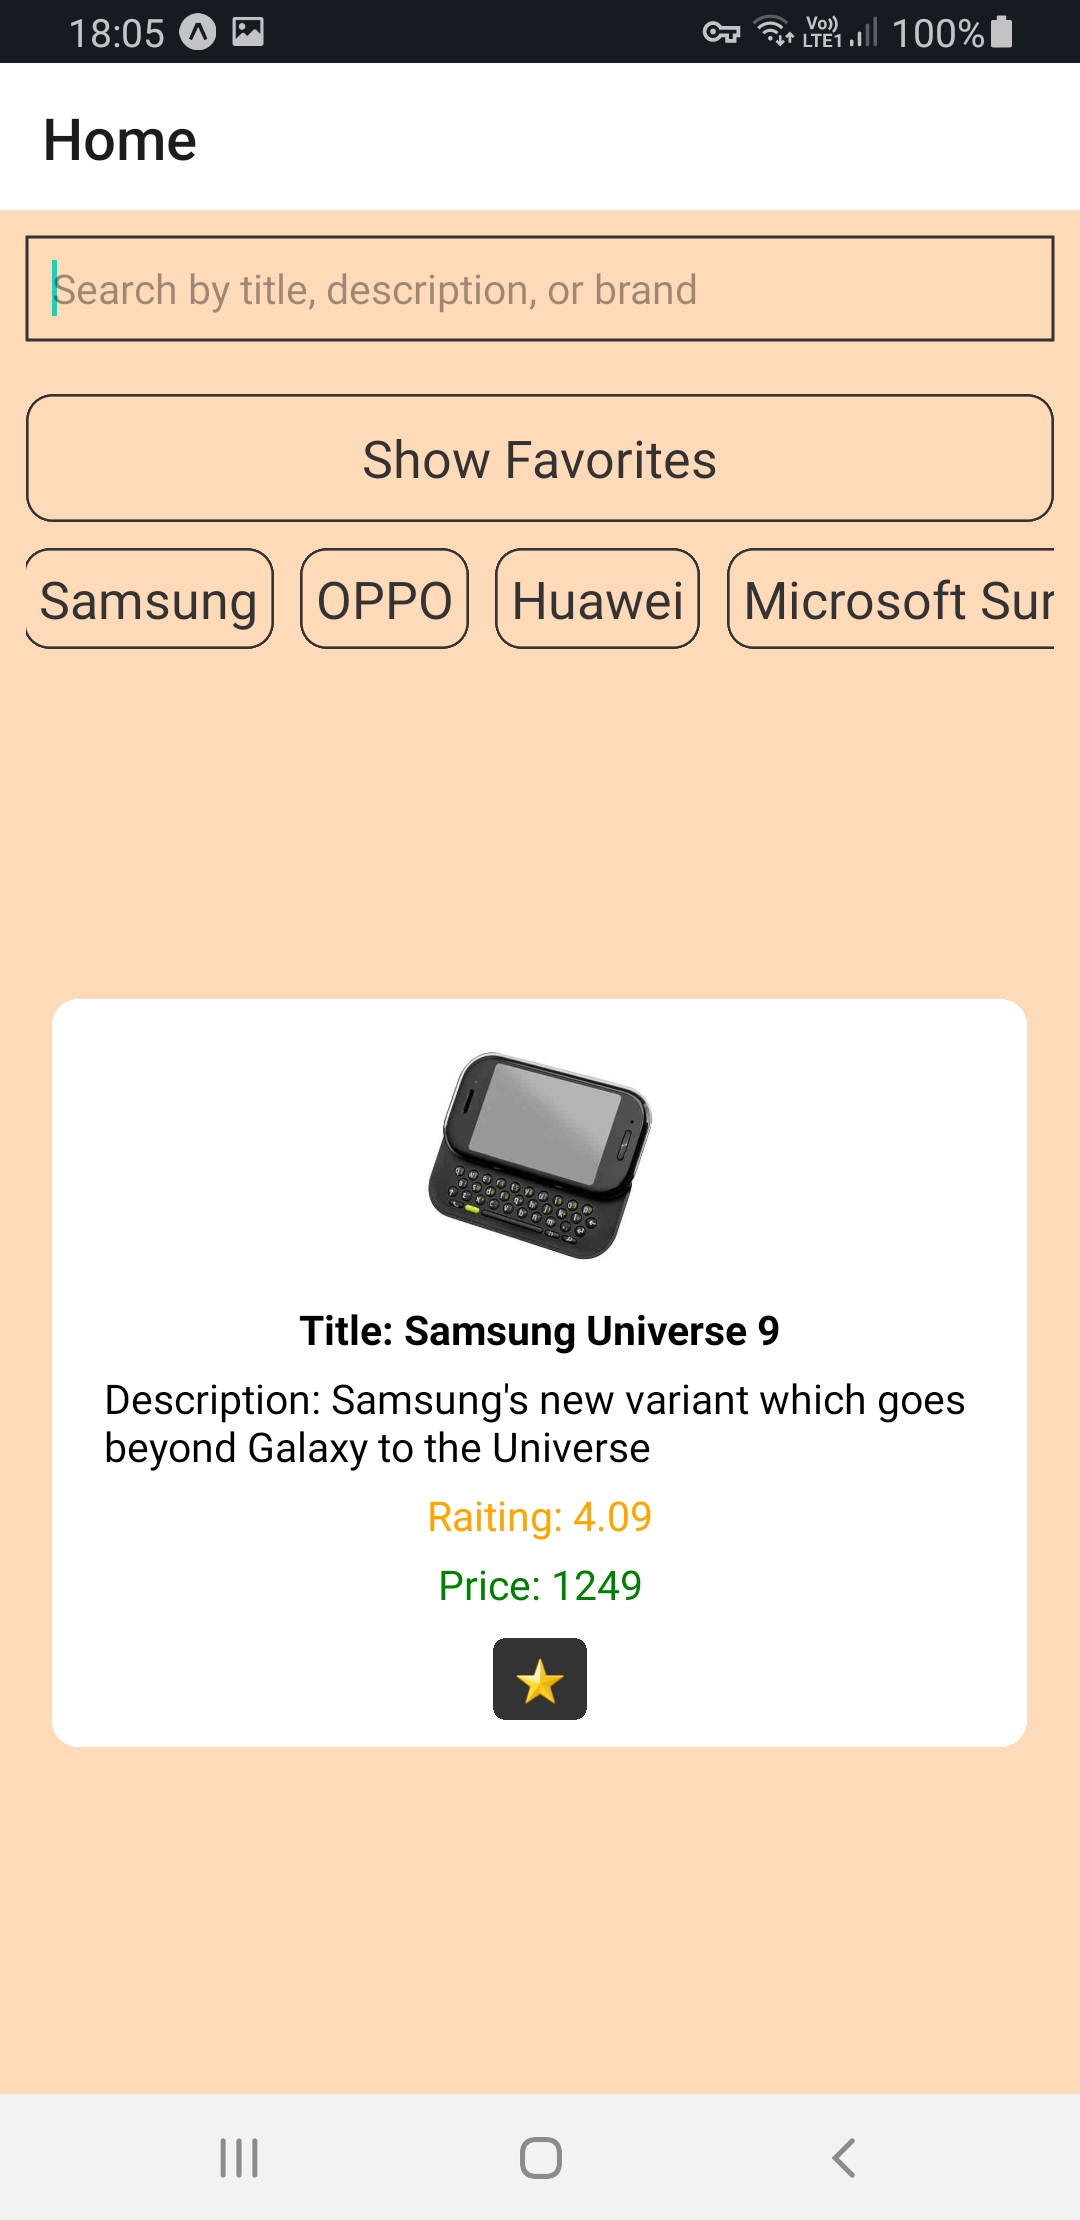 18:05
Vo)) LTE1 100%
Home
Search by title, description, or brand
Show Favorites
Samsung OPPO Huawei Microsoft Sur
Title: Samsung Universe 9
Description: Samsung's new variant which goes
beyond Galaxy to the Universe
Raiting: 4.09
Price: 1249